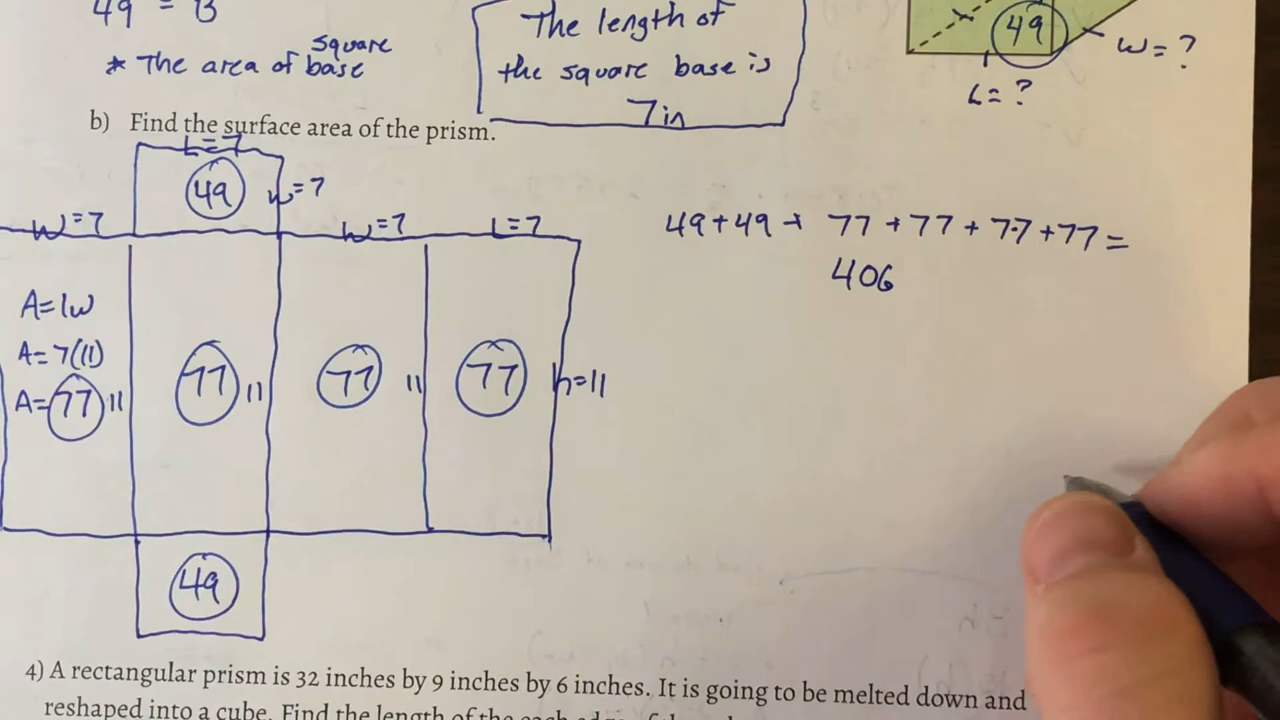 49 = B
* The area of square base
The length of
the square base is
7in
49
w=?
L=?
b) Find the surface area of the prism.
L=7
49
w=7
W=7
W=7
L=7
49+49+ 77+77+77+77=
406
A=lw
A=7(11)
A=77
11
77
11
77
11
77
h=11
49
4) A rectangular prism is 32 inches by 9 inches by 6 inches. It is going to be melted down and
reshaped into a cube. Find the length of the each edge of